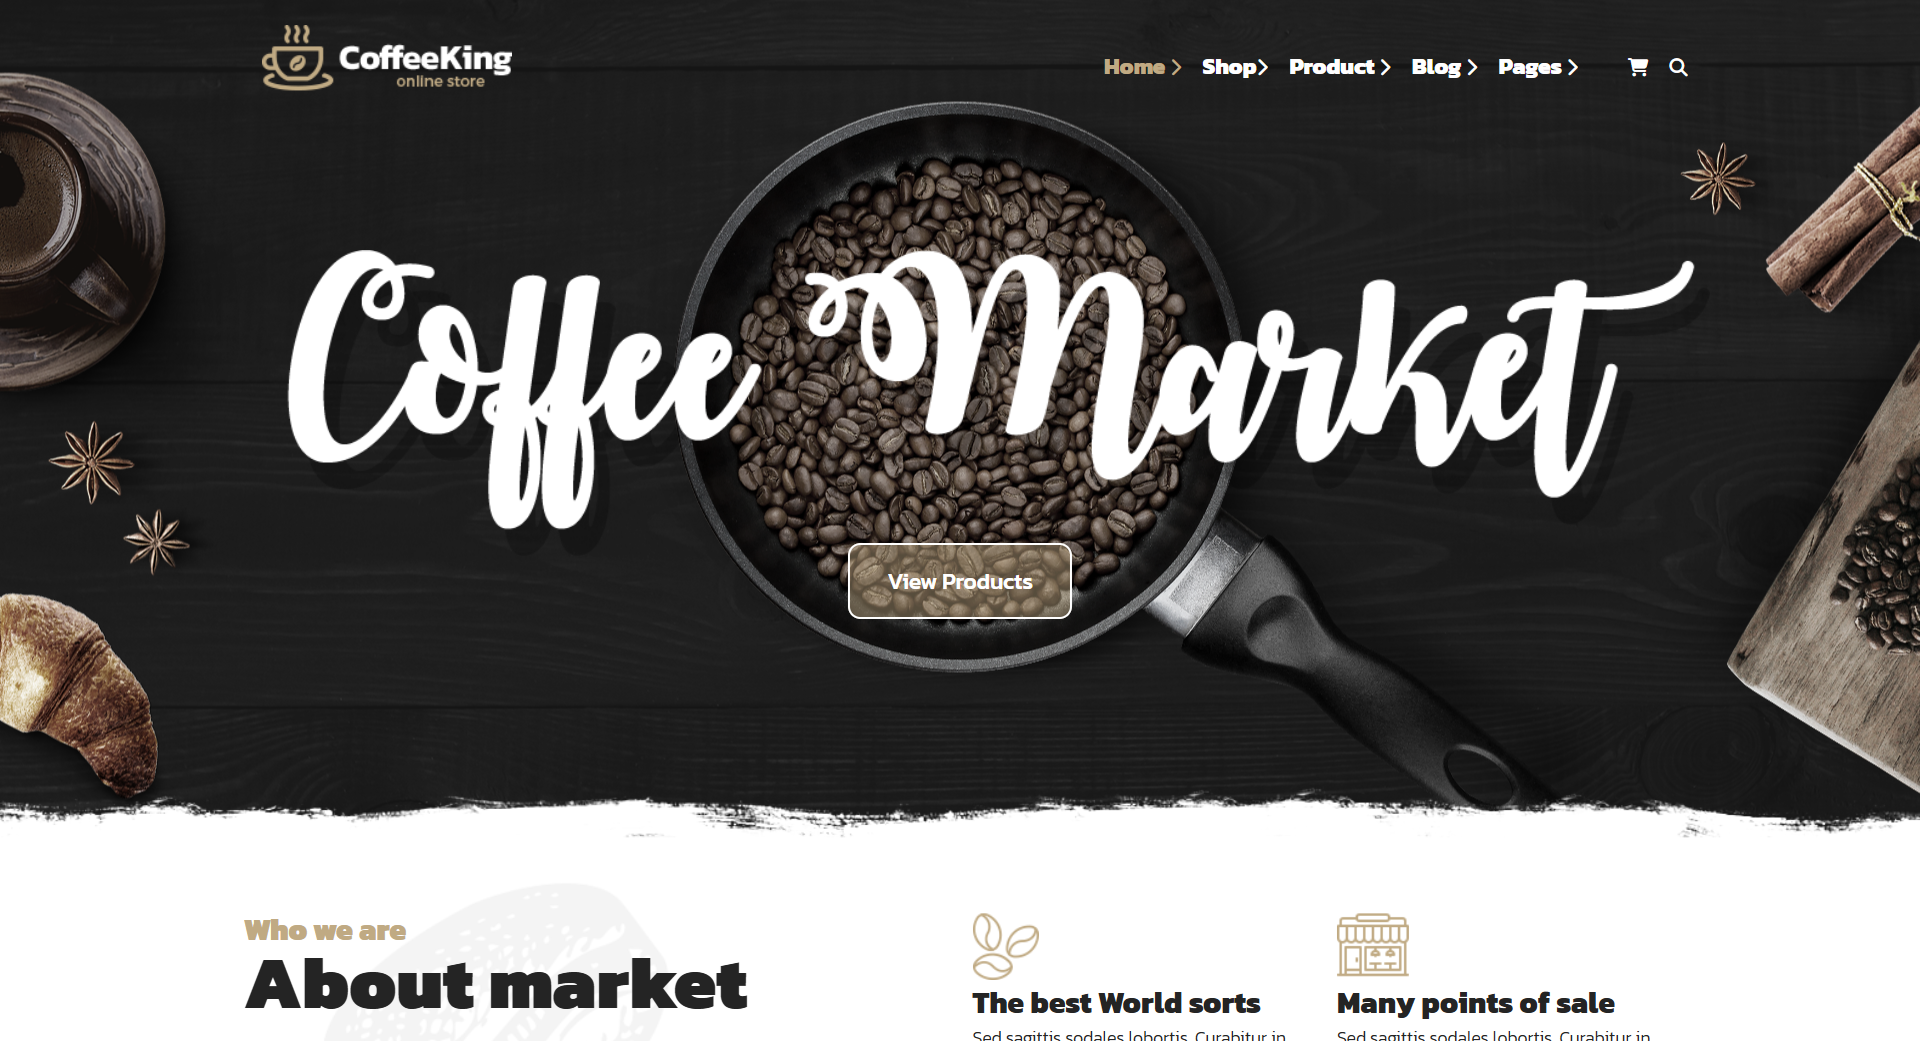 CoffeeKing
online store
Home Shop Product Blog Pages
Coffee Market
View Products
Who we are
About market
The best World sorts
Sed sagittis sodales lobortis. Curabitur in
Many points of sale
Sed sagittis sodales lobortis. Curabitur in